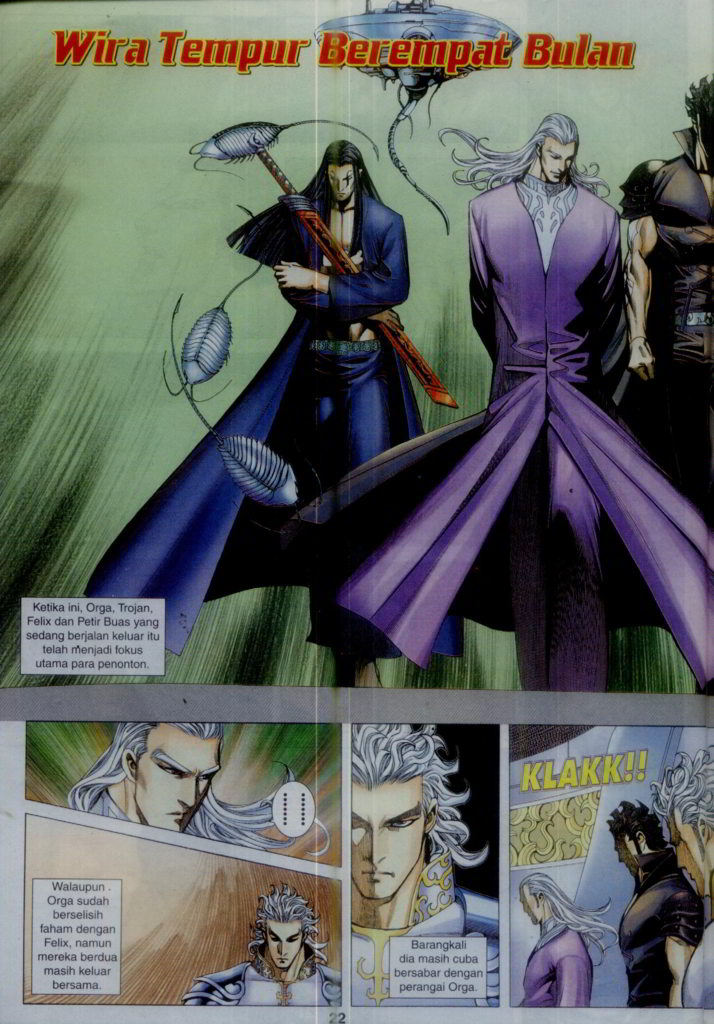 Wira Tempur Berempat Bulan
Ketika ini, Orga, Trojan,
Felix dan Petir Buas yang
sedang berjalan keluar itu
telah menjadi fokus
utama para penonton.
Walaupun
Orga sudah
berselisih
faham dengan
Felix, namun
mereka berdua
masih keluar
bersama.
Barangkali
dia masih cuba
bersabar dengan
perangai Orga.
KLAKK!!
22